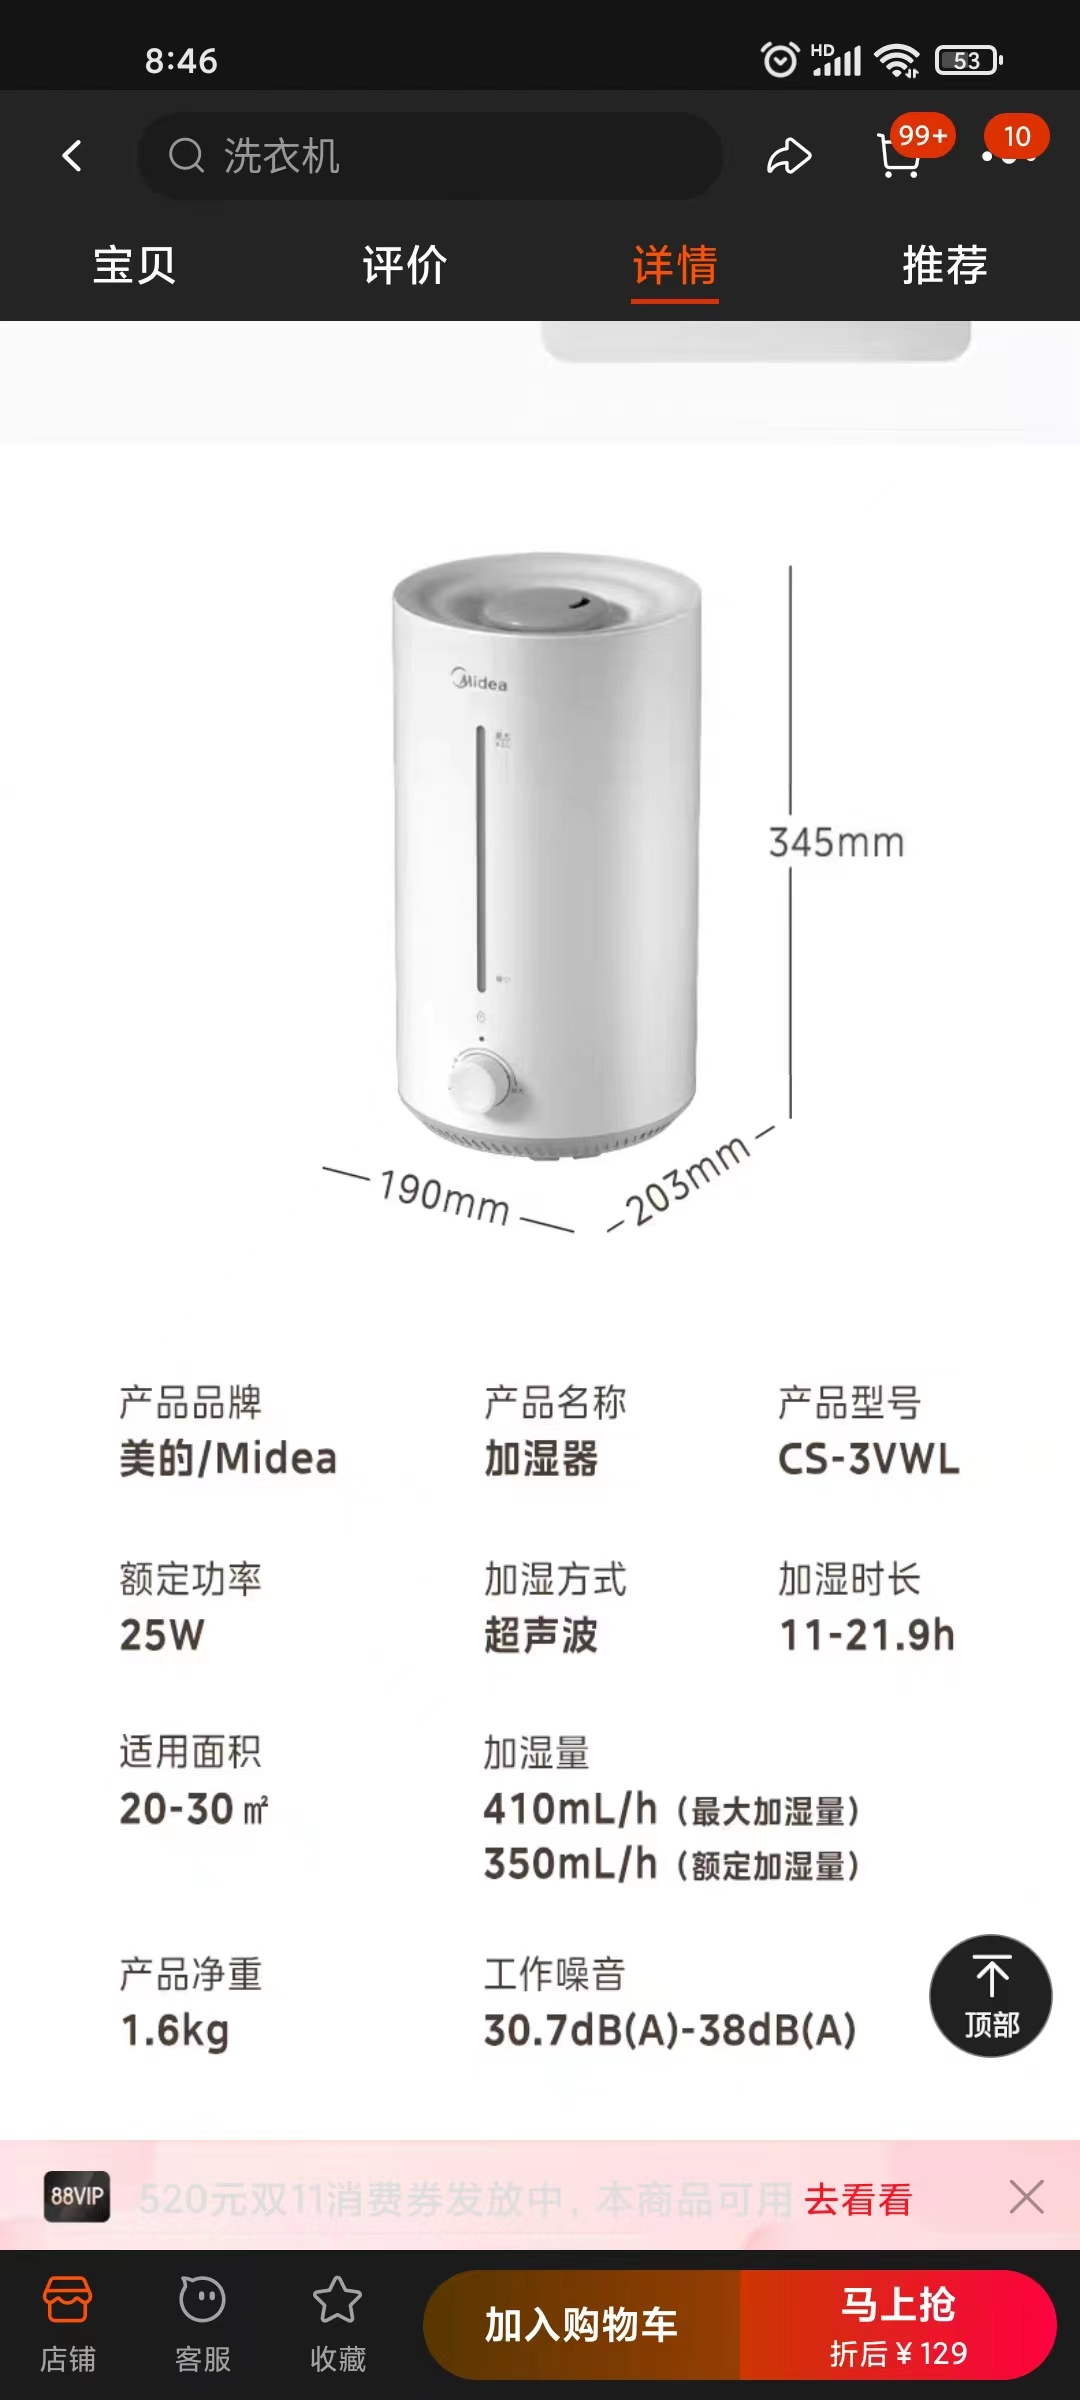 8:46
HD
53
洗衣机
99+
10
宝贝
评价
详情
推荐
Midea
345mm
190mm
203mm
产品品牌
美的/Midea
产品名称
加湿器
产品型号
CS-3VWL
额定功率
25W
加湿方式
超声波
加湿时长
11-21.9h
适用面积
20-30㎡
加湿量
410mL/h（最大加湿量）
350mL/h（额定加湿量）
产品净重
1.6kg
工作噪音
30.7dB(A)-38dB(A)
顶部
88VIP
520元双11消费券发放中，本商品可用
去看看
店铺
客服
收藏
加入购物车
马上抢
折后¥129